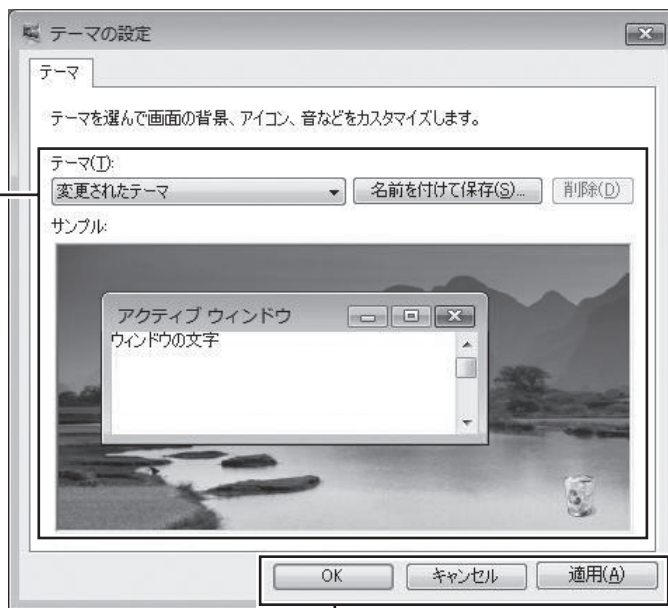 テーマの設定
テーマ
テーマを選んで画面の背景、アイコン、音などをカスタマイズします。
テーマ(T):
変更されたテーマ 名前を付けて保存(S)... 削除(D)
サンプル:
アクティブ ウィンドウ
ウィンドウの文字
OK キャンセル 適用(A)